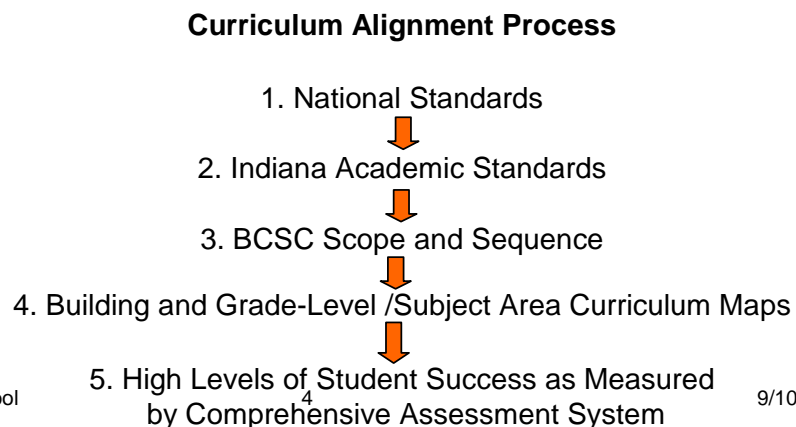 Curriculum Alignment Process
1. National Standards
2. Indiana Academic Standards
3. BCSC Scope and Sequence
4. Building and Grade-Level /Subject Area Curriculum Maps
5. High Levels of Student Success as Measured
4
9/10
by Comprehensive Assessment System